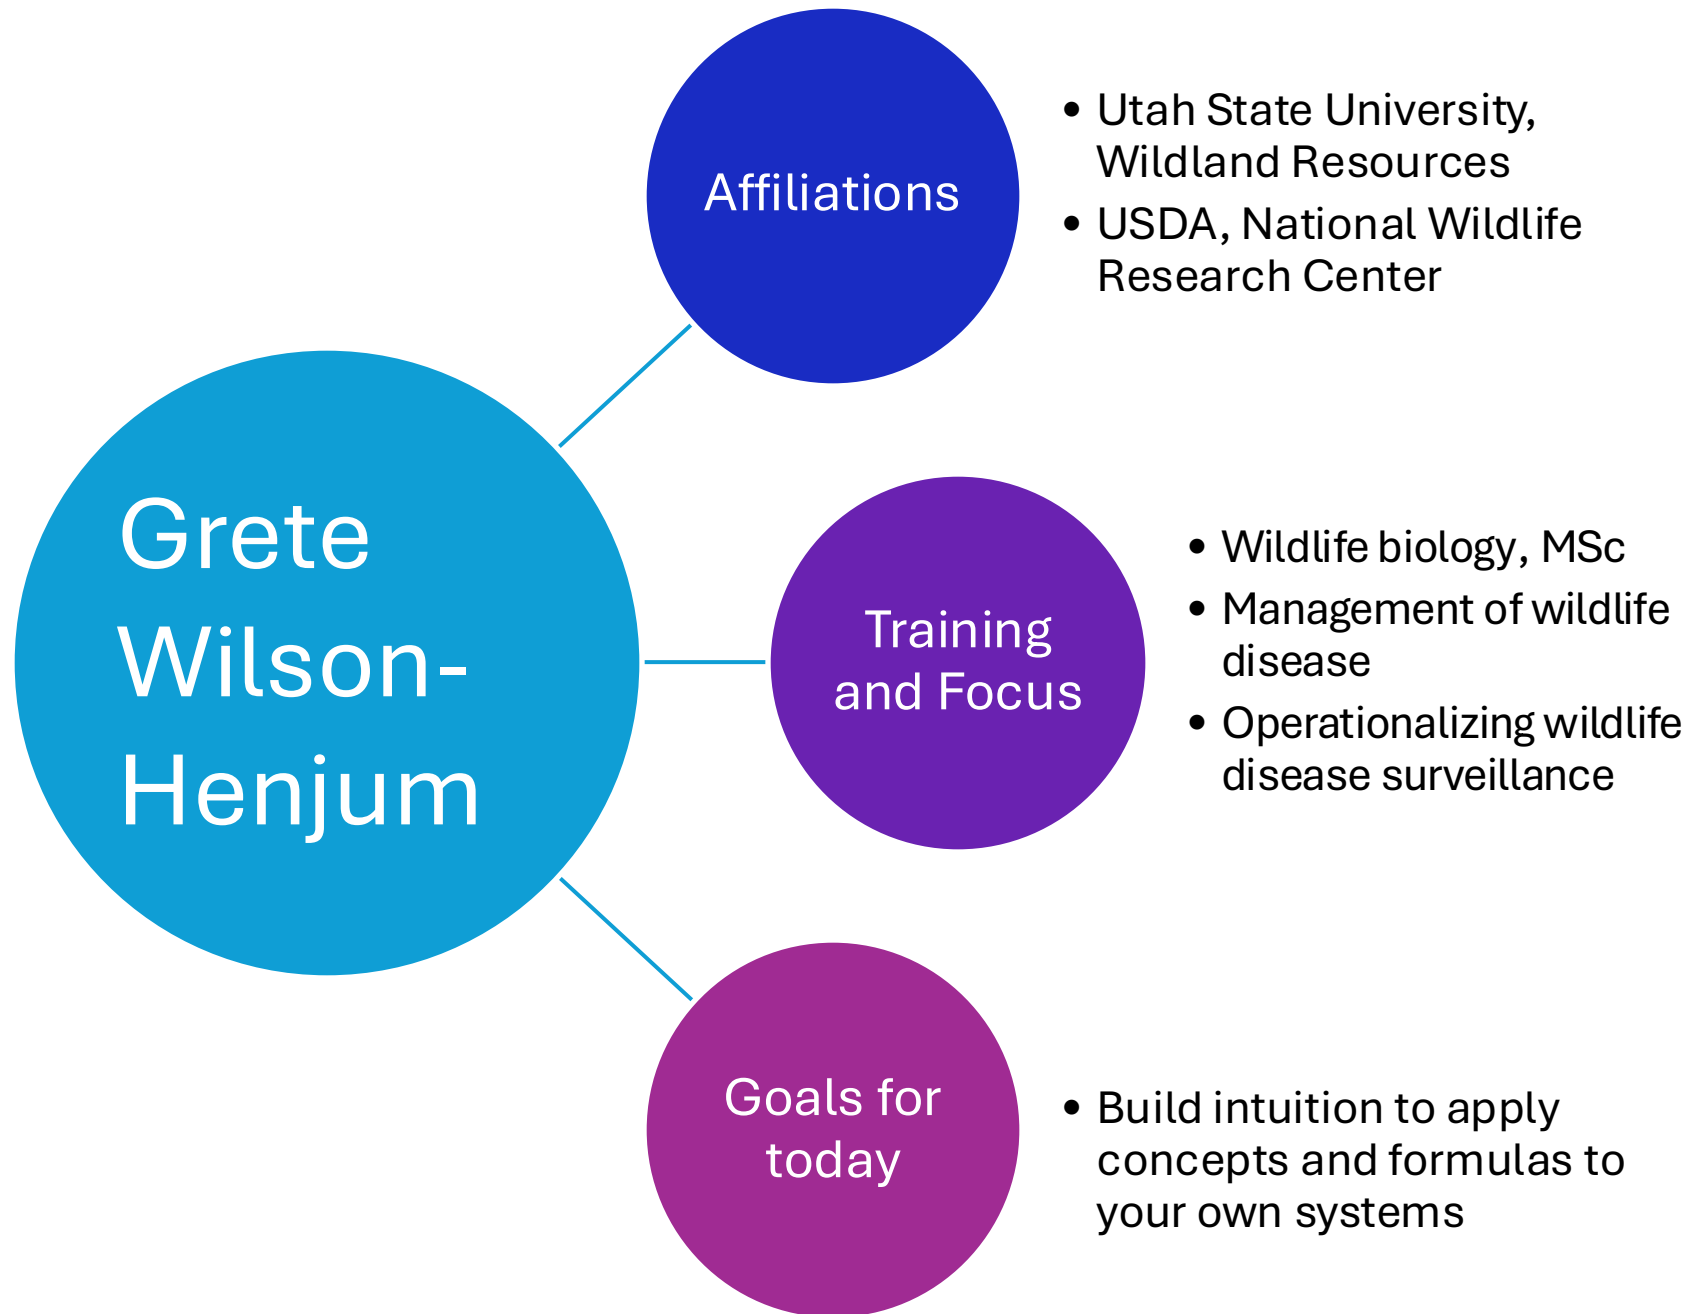 Grete
Wilson-
Henjum
Affiliations
• Utah State University,
Wildland Resources
• USDA, National Wildlife
Research Center
Training
and Focus
• Wildlife biology, MSc
• Management of wildlife
disease
• Operationalizing wildlife
disease surveillance
Goals for
today
• Build intuition to apply
concepts and formulas to
your own systems